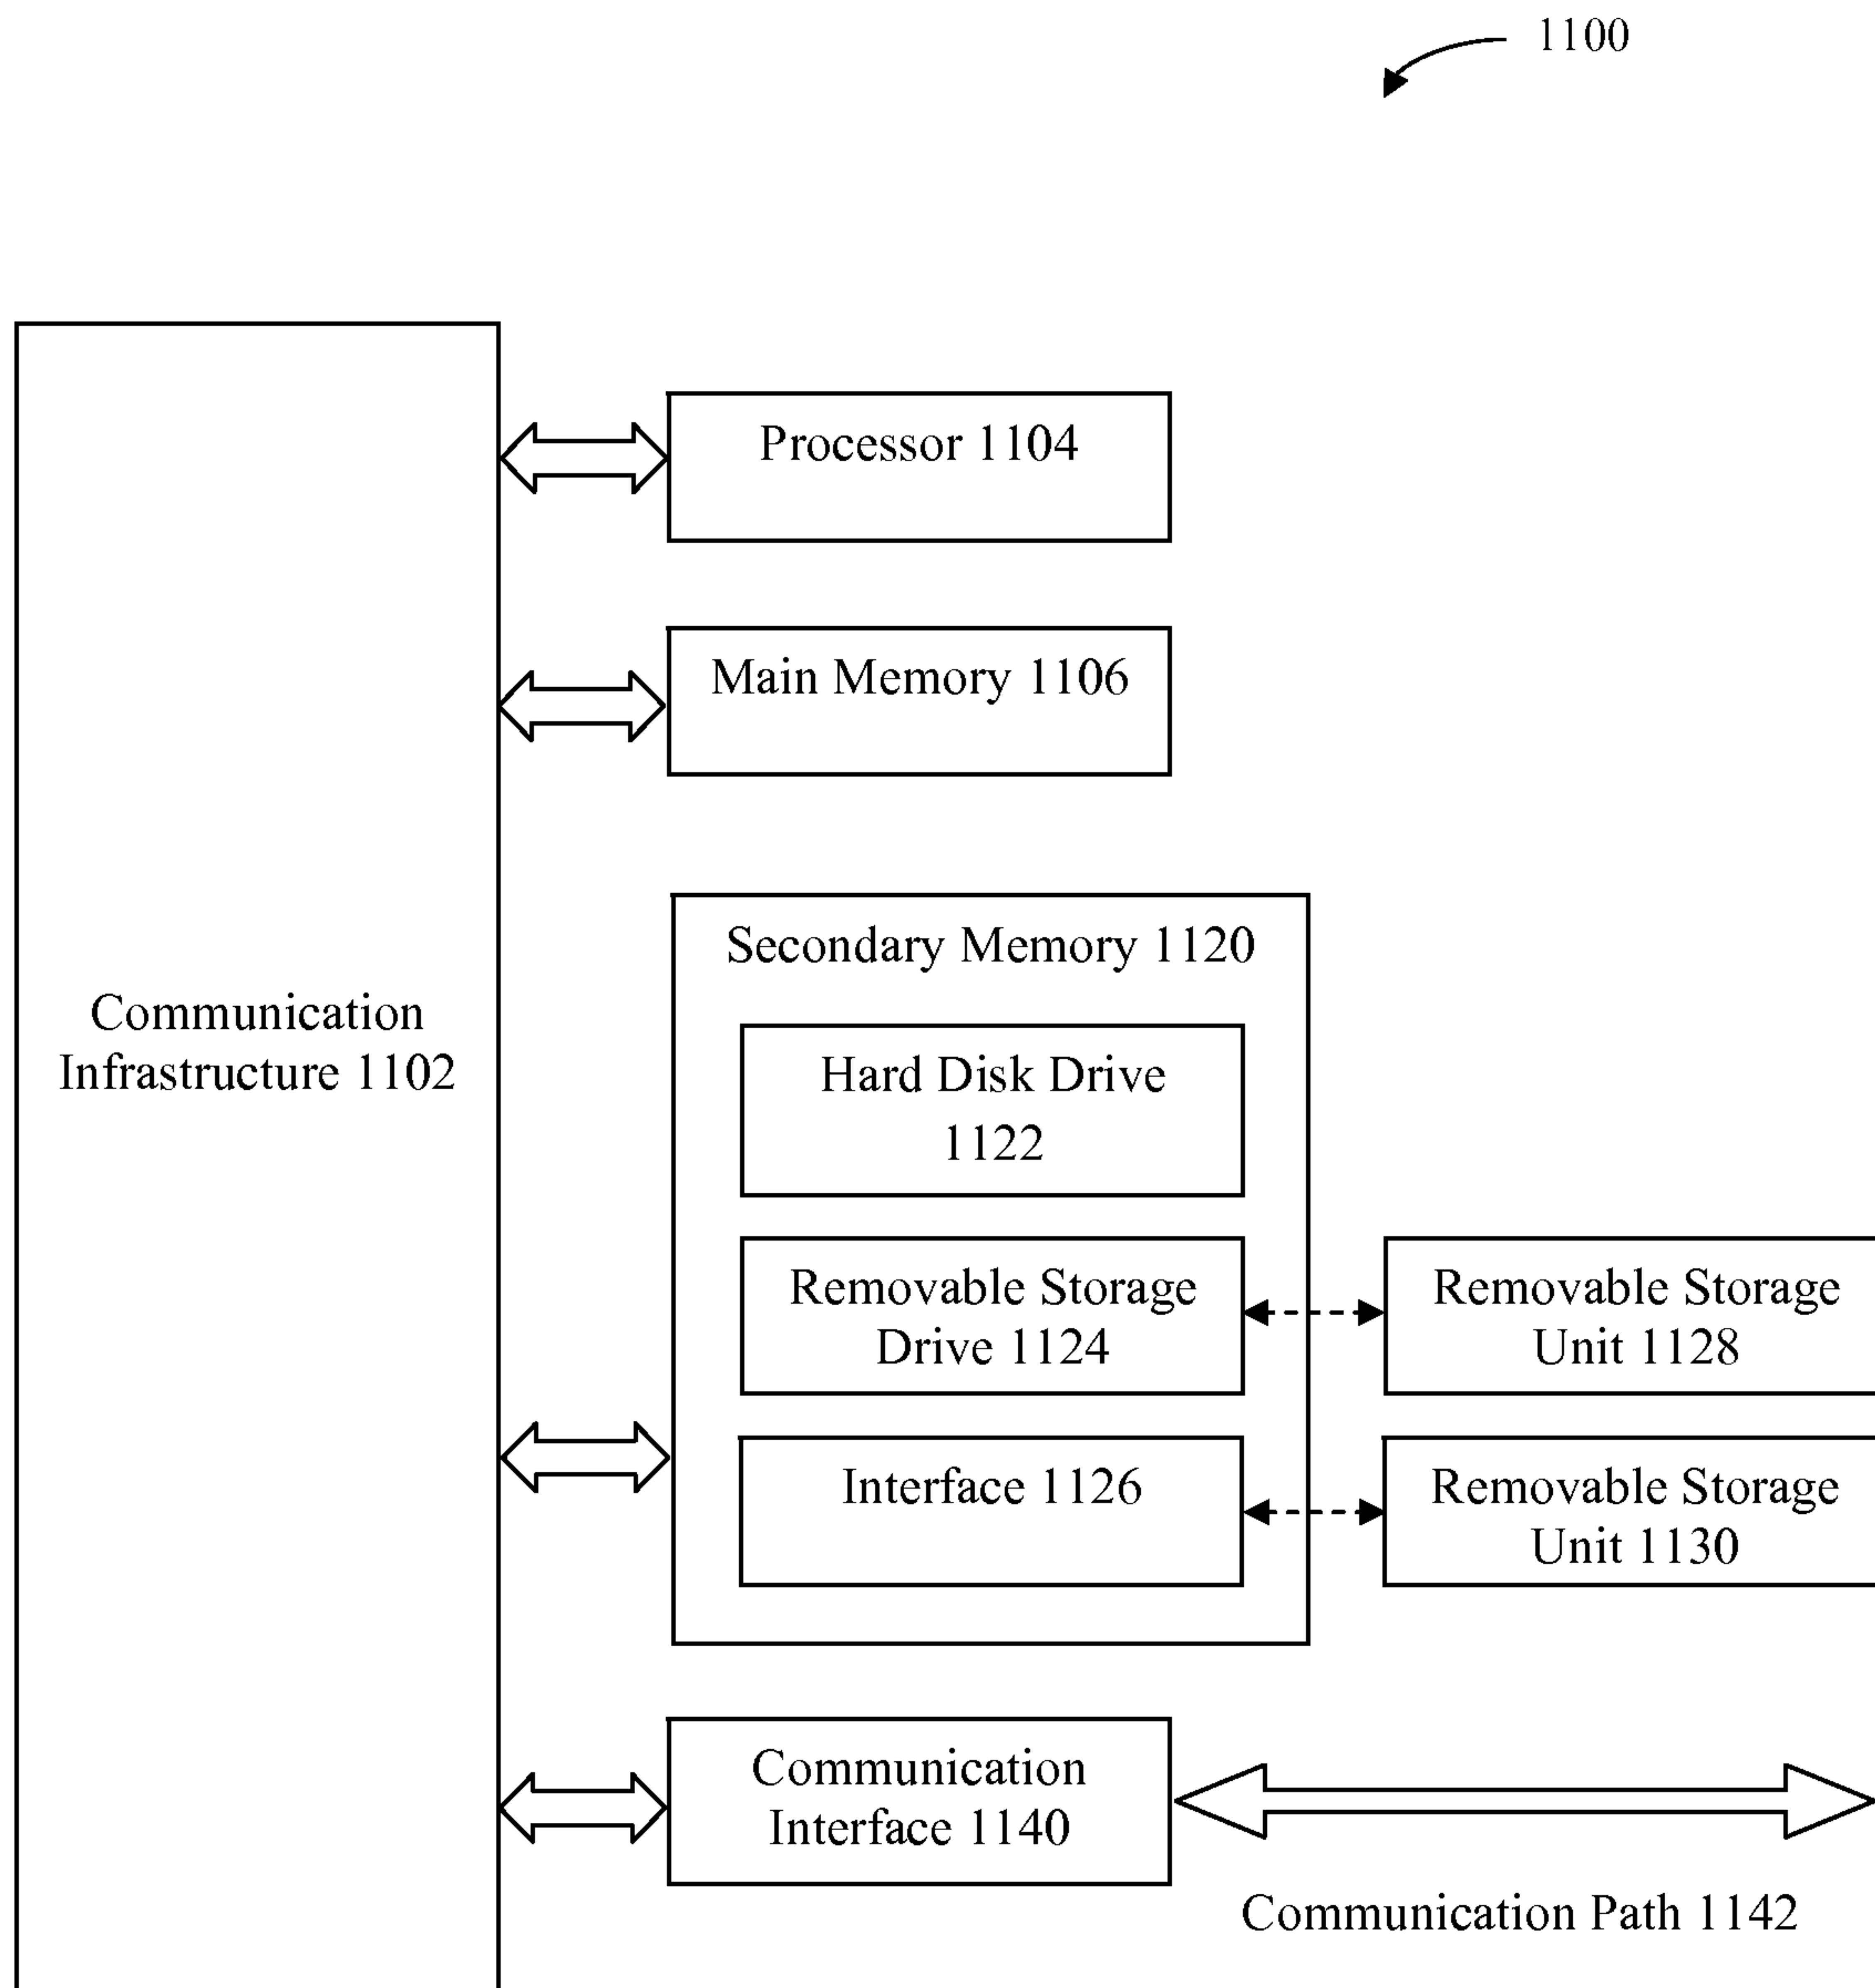 1100
Processor 1104
Main Memory 1106
Secondary Memory 1120
Communication
Infrastructure 1102
Hard Disk Drive
1122
Removable Storage
Drive 1124
Removable Storage
Unit 1128
Interface 1126
Removable Storage
Unit 1130
Communication
Interface 1140
Communication Path 1142